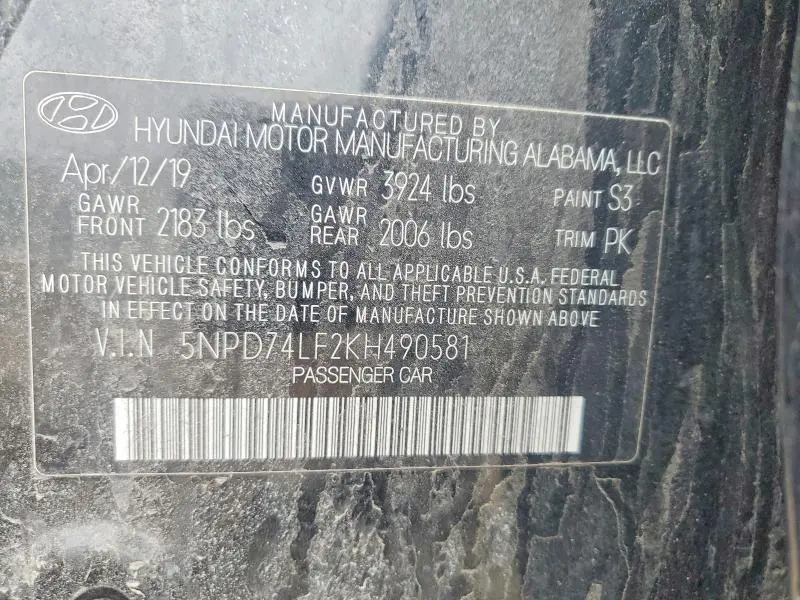 MANUFACTURED BY
HYUNDAI MOTOR MANUFACTURING ALABAMA, LLC
Apr/12/19 GVWR 3924 lbs PAINT S3
GAWR FRONT 2183 lbs GAWR REAR 2006 lbs TRIM PK
THIS VEHICLE CONFORMS TO ALL APPLICABLE U.S.A. FEDERAL
MOTOR VEHICLE SAFETY, BUMPER, AND THEFT PREVENTION STANDARDS
IN EFFECT ON THE DATE OF MANUFACTURE SHOWN ABOVE.
V.I.N 5NPD74LF2KH490581
PASSENGER CAR